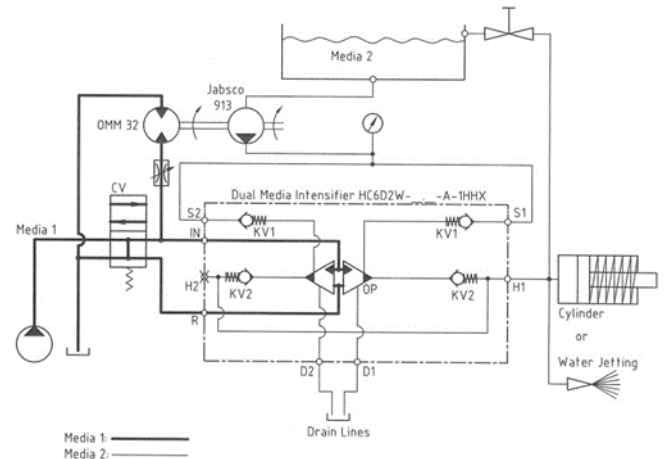 Media 2
Jabsco
913
OMM 32
CV
Dual Media Intensifier HC6D2W-_._-A-1HHX
S2
S1
KV1
KV1
Media 1
IN
H2
KV2
OP
KV2
H1
R
Cylinder
or
Water Jetting
D2
D1
Drain Lines
Media 1:
Media 2: